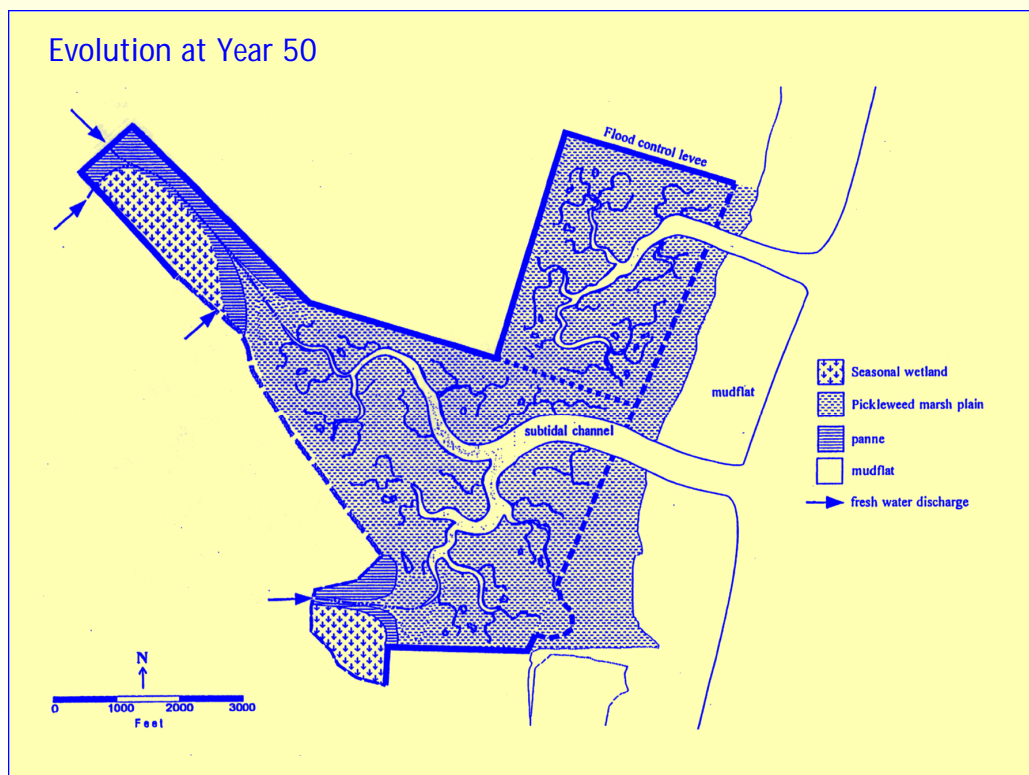 Evolution at Year 50
Flood control levee
mudflat
subtidal channel
Seasonal wetland
Pickleweed marsh plain
panne
mudflat
fresh water discharge
N
0 1000 2000 3000
Feet